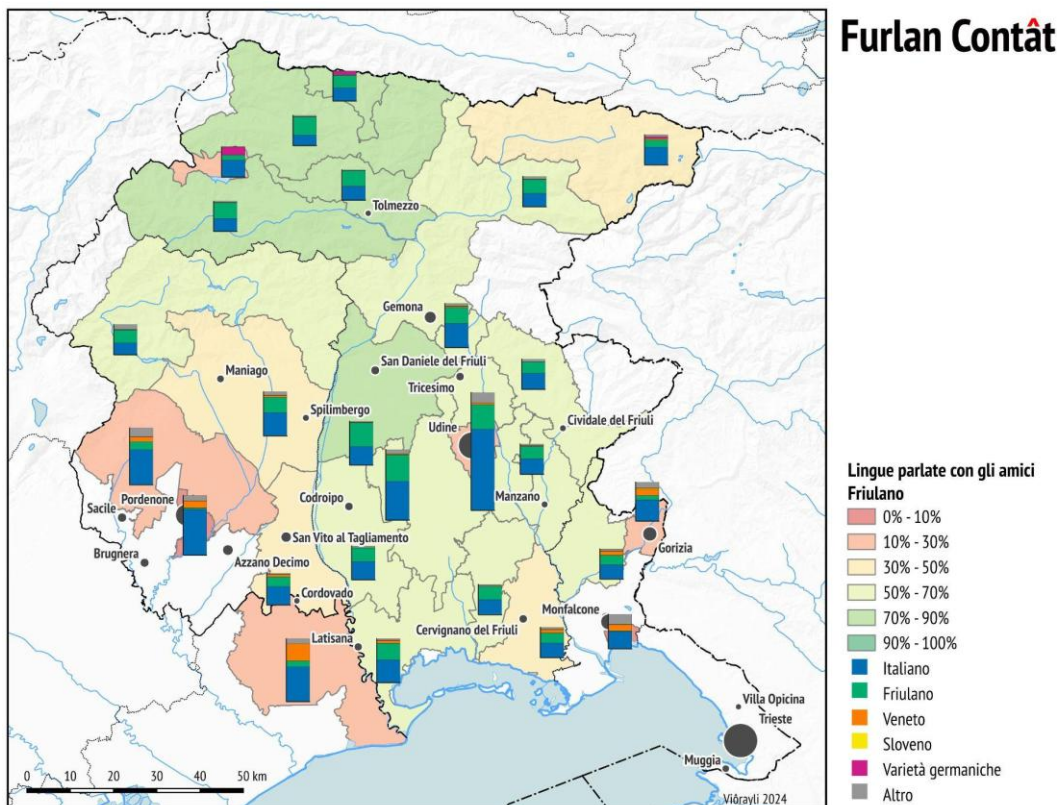 Furlan Contât
Tolmezzo
Gemona
San Daniele del Friuli
Maniago
Tricesimo
Spilimbergo
Cividale del Friuli
Udine
Pordenone
Sacile
Codroipo
Manzano
San Vito al Tagliamento
Gorizia
Brugnera
Azzano Decimo
Cordovado
Monfalcone
Latisana
Cervignano del Friuli
Villa Opicina
Trieste
Muggia
0 10 20 30 40 50 km
Viôrayli 2024
Lingue parlate con gli amici
Friulano
0% - 10%
10% - 30%
30% - 50%
50% - 70%
70% - 90%
90% - 100%
Italiano
Friulano
Veneto
Sloveno
Varietà germaniche
Altro